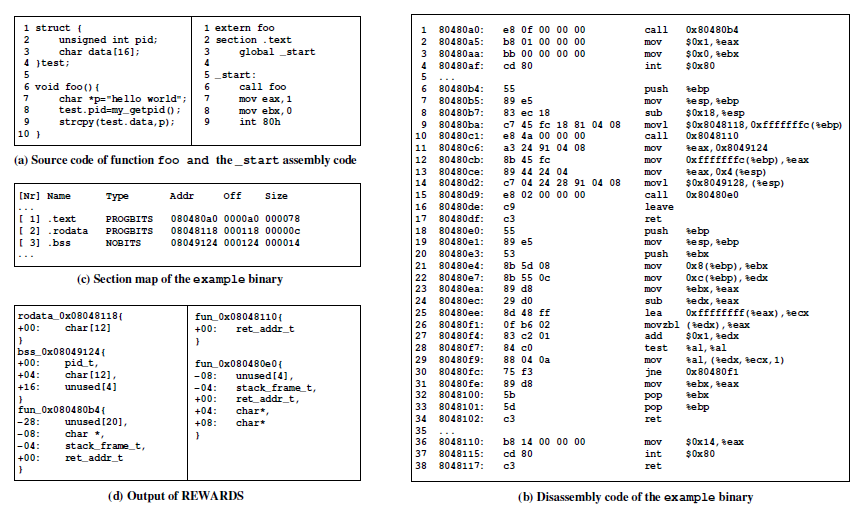 1 struct {
2     unsigned int pid;
3     char data[16];
4 }test;
5
6 void foo(){
7     char *p="hello world";
8     test.pid=my_getpid();
9     strcpy(test.data,p);
10 }
1 extern foo
2 section .text
3     global _start
4
5 _start:
6     call foo
7     mov eax,1
8     mov ebx,0
9     int 80h
(a) Source code of function foo and the _start assembly code
[Nr] Name Type Addr Off Size
...
[ 1] .text PROGBITS 080480a0 0000a0 000078
[ 2] .rodata PROGBITS 08048118 000118 00000c
[ 3] .bss NOBITS 08049124 000124 000014
...
(c) Section map of the example binary
rodata_0x08048118{
+00: char[12]
}
bss_0x08049124{
+00: pid_t,
+04: char[12],
+16: unused[4]
}
fun_0x080480b4{
-28: unused[20],
-08: char *,
-04: stack_frame_t,
+00: ret_addr_t
}
fun_0x08048110{
+00: ret_addr_t
}
fun_0x080480e0{
-08: unused[4],
-04: stack_frame_t,
+00: ret_addr_t,
+04: char*,
+08: char*
}
(d) Output of REWARDS
1 80480a0: e8 0f 00 00 00 call 0x80480b4
2 80480a5: b8 01 00 00 00 mov $0x1,%eax
3 80480aa: bb 00 00 00 00 mov $0x0,%ebx
4 80480af: cd 80 int $0x80
5 ...
6 80480b4: 55 push %ebp
7 80480b5: 89 e5 mov %esp,%ebp
8 80480b7: 83 ec 18 sub $0x18,%esp
9 80480ba: c7 45 fc 18 81 04 08 movl $0x8048118,0xfffffffc(%ebp)
10 80480c1: e8 4a 00 00 00 call 0x8048110
11 80480c6: a3 24 91 04 08 mov %eax,0x8049124
12 80480cb: 8b 45 fc mov 0xfffffffc(%ebp),%eax
13 80480ce: 89 44 24 04 mov %eax,0x4(%esp)
14 80480d2: c7 04 24 28 91 04 08 movl $0x8049128,(%esp)
15 80480d9: e8 02 00 00 00 call 0x80480e0
16 80480de: c9 leave
17 80480df: c3 ret
18 80480e0: 55 push %ebp
19 80480e1: 89 e5 mov %esp,%ebp
20 80480e3: 53 push %ebx
21 80480e4: 8b 5d 08 mov 0x8(%ebp),%ebx
22 80480e7: 8b 55 0c mov 0xc(%ebp),%edx
23 80480ea: 89 d8 mov %ebx,%eax
24 80480ec: 29 d0 sub %edx,%eax
25 80480ee: 8d 48 ff lea 0xffffffff(%eax),%ecx
26 80480f1: 0f b6 02 movzbl (%edx),%eax
27 80480f4: 83 c2 01 add $0x1,%edx
28 80480f7: 84 c0 test %al,%al
29 80480f9: 88 04 0a mov %al,(%edx,%ecx,1)
30 80480fc: 75 f3 jne 0x80480f1
31 80480fe: 89 d8 mov %ebx,%eax
32 8048100: 5b pop %ebx
33 8048101: 5d pop %ebp
34 8048102: c3 ret
35 ...
36 8048110: b8 14 00 00 00 mov $0x14,%eax
37 8048115: cd 80 int $0x80
38 8048117: c3 ret
(b) Disassembly code of the example binary